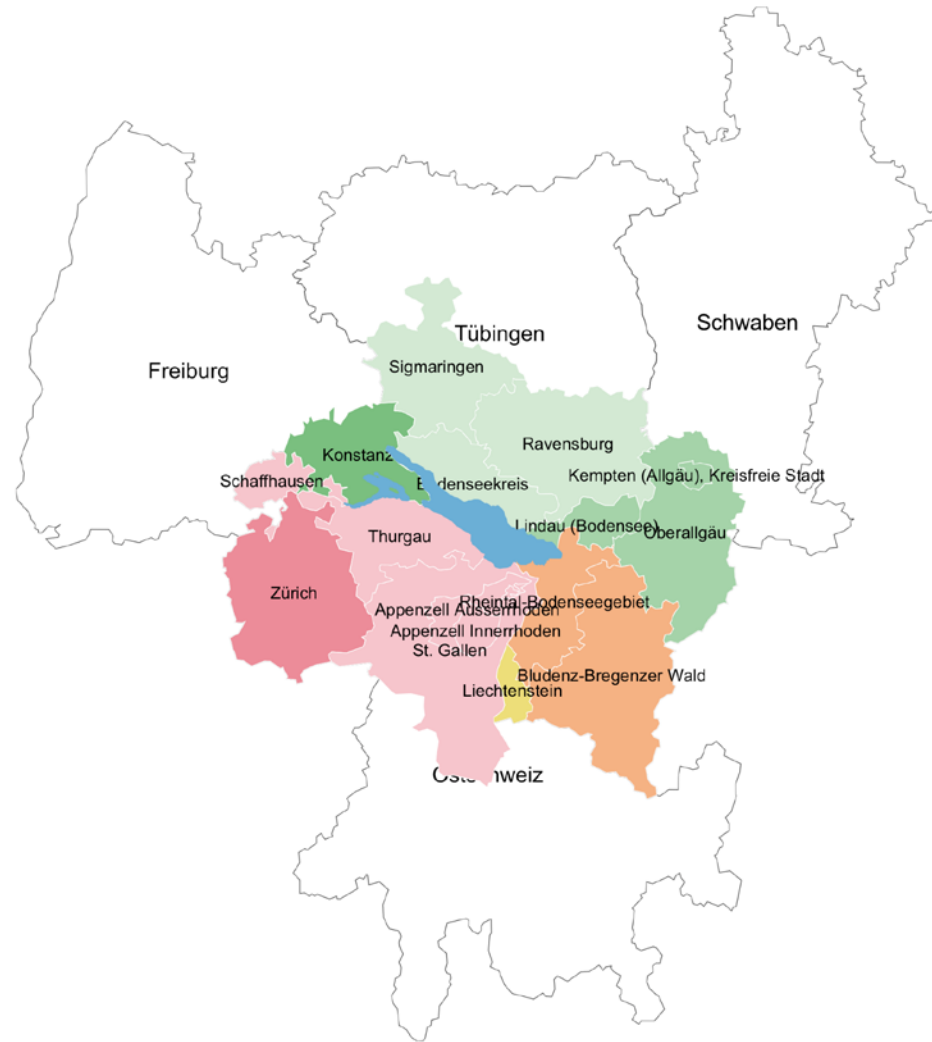 Schwaben
Tübingen
Freiburg
Sigmaringen
Ravensburg
Konstanz
Kempten (Allgäu), Kreisfreie Stadt
Schaffhausen
Bodenseekreis
Lindau (Bodensee)
Oberallgäu
Thurgau
Zürich
Rheintal-Bodenseegebiet
Appenzell Ausserrhoden
Appenzell Innerrhoden
St. Gallen
Bludenz-Bregenzer Wald
Liechtenstein